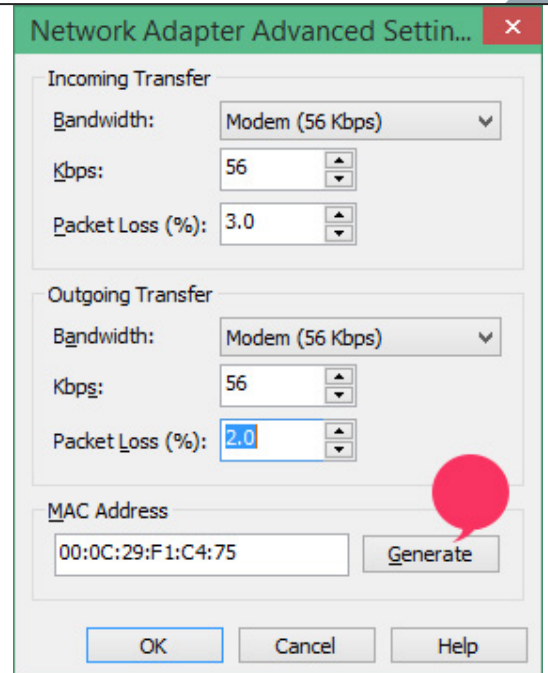 Network Adapter Advanced Settin...
Incoming Transfer
Bandwidth: Modem (56 Kbps)
Kbps: 56
Packet Loss (%): 3.0
Outgoing Transfer
Bandwidth: Modem (56 Kbps)
Kbps: 56
Packet Loss (%): 2.0
MAC Address
00:0C:29:F1:C4:75 Generate
OK Cancel Help